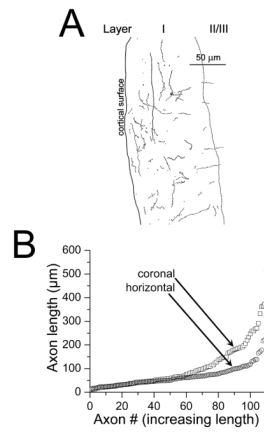 A
Layer I II/III
50 µm
cortical surface
B
600
500
400
300
200
100
0
Axon length (µm)
coronal
horizontal
0 20 40 60 80 100
Axon # (increasing length)